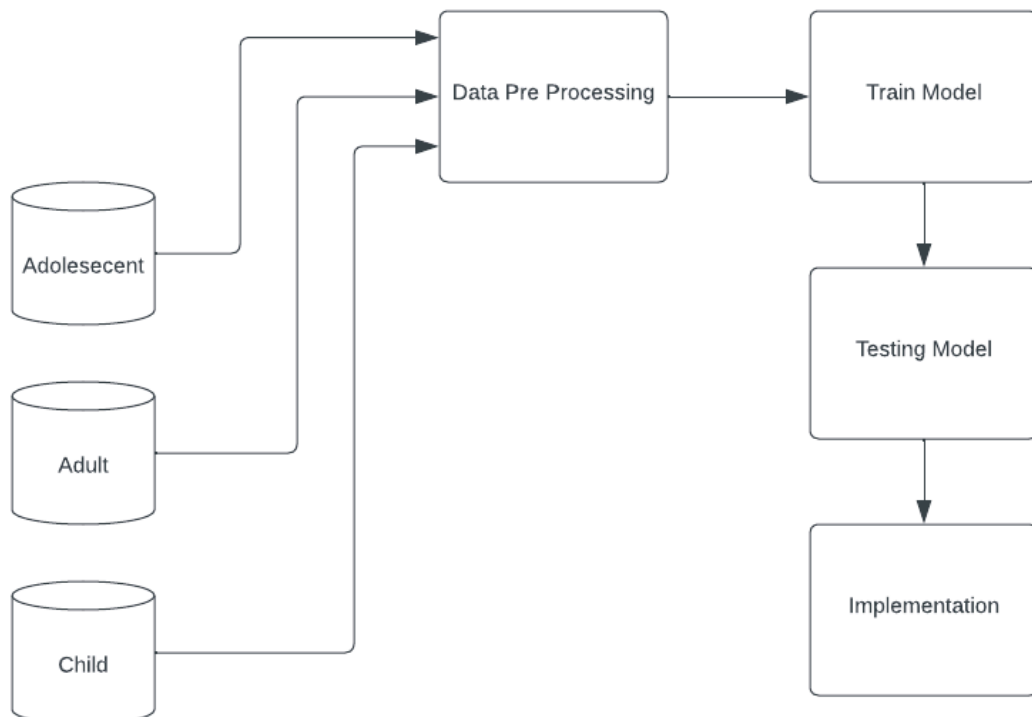 Data Pre Processing
Train Model
Adolesecent
Testing Model
Adult
Implementation
Child